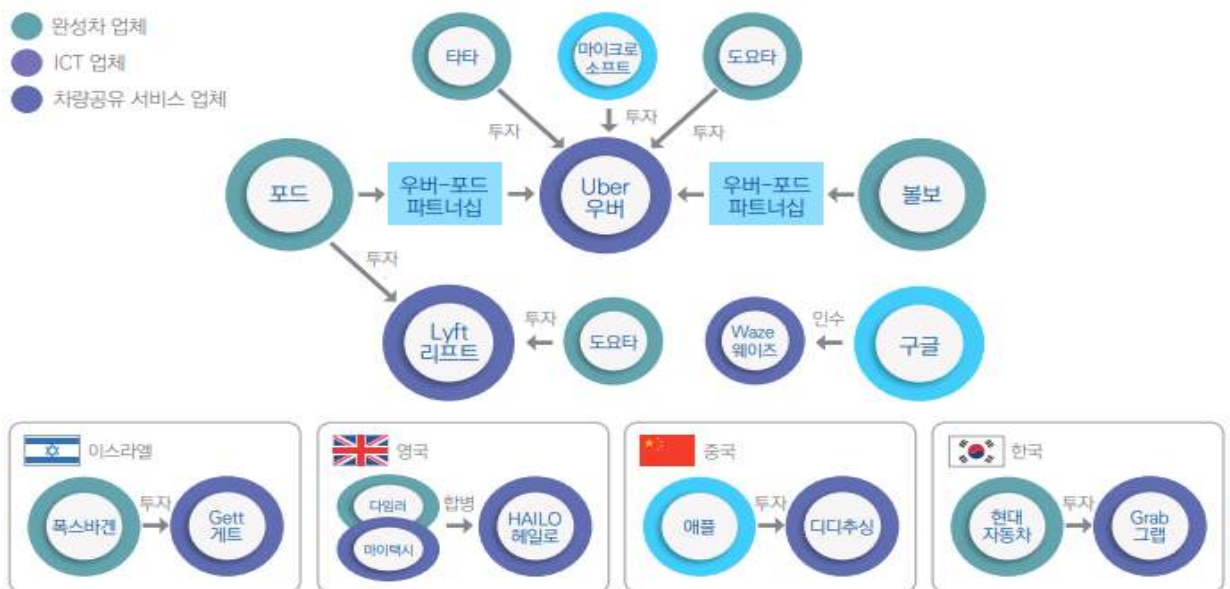 완성차 업체
ICT 업체
차량공유 서비스 업체
타타
마이크로
소프트
도요타
투자
투자
투자
포드
우버-포드
파트너십
Uber
우버
우버-포드
파트너십
볼보
투자
Lyft
리프트
투자
도요타
Waze
웨이즈
인수
구글
이스라엘
폭스바겐
투자
Gett
게트
영국
다임러
마이택시
합병
HAILO
헤일로
중국
애플
투자
디디추싱
한국
현대
자동차
투자
Grab
그랩